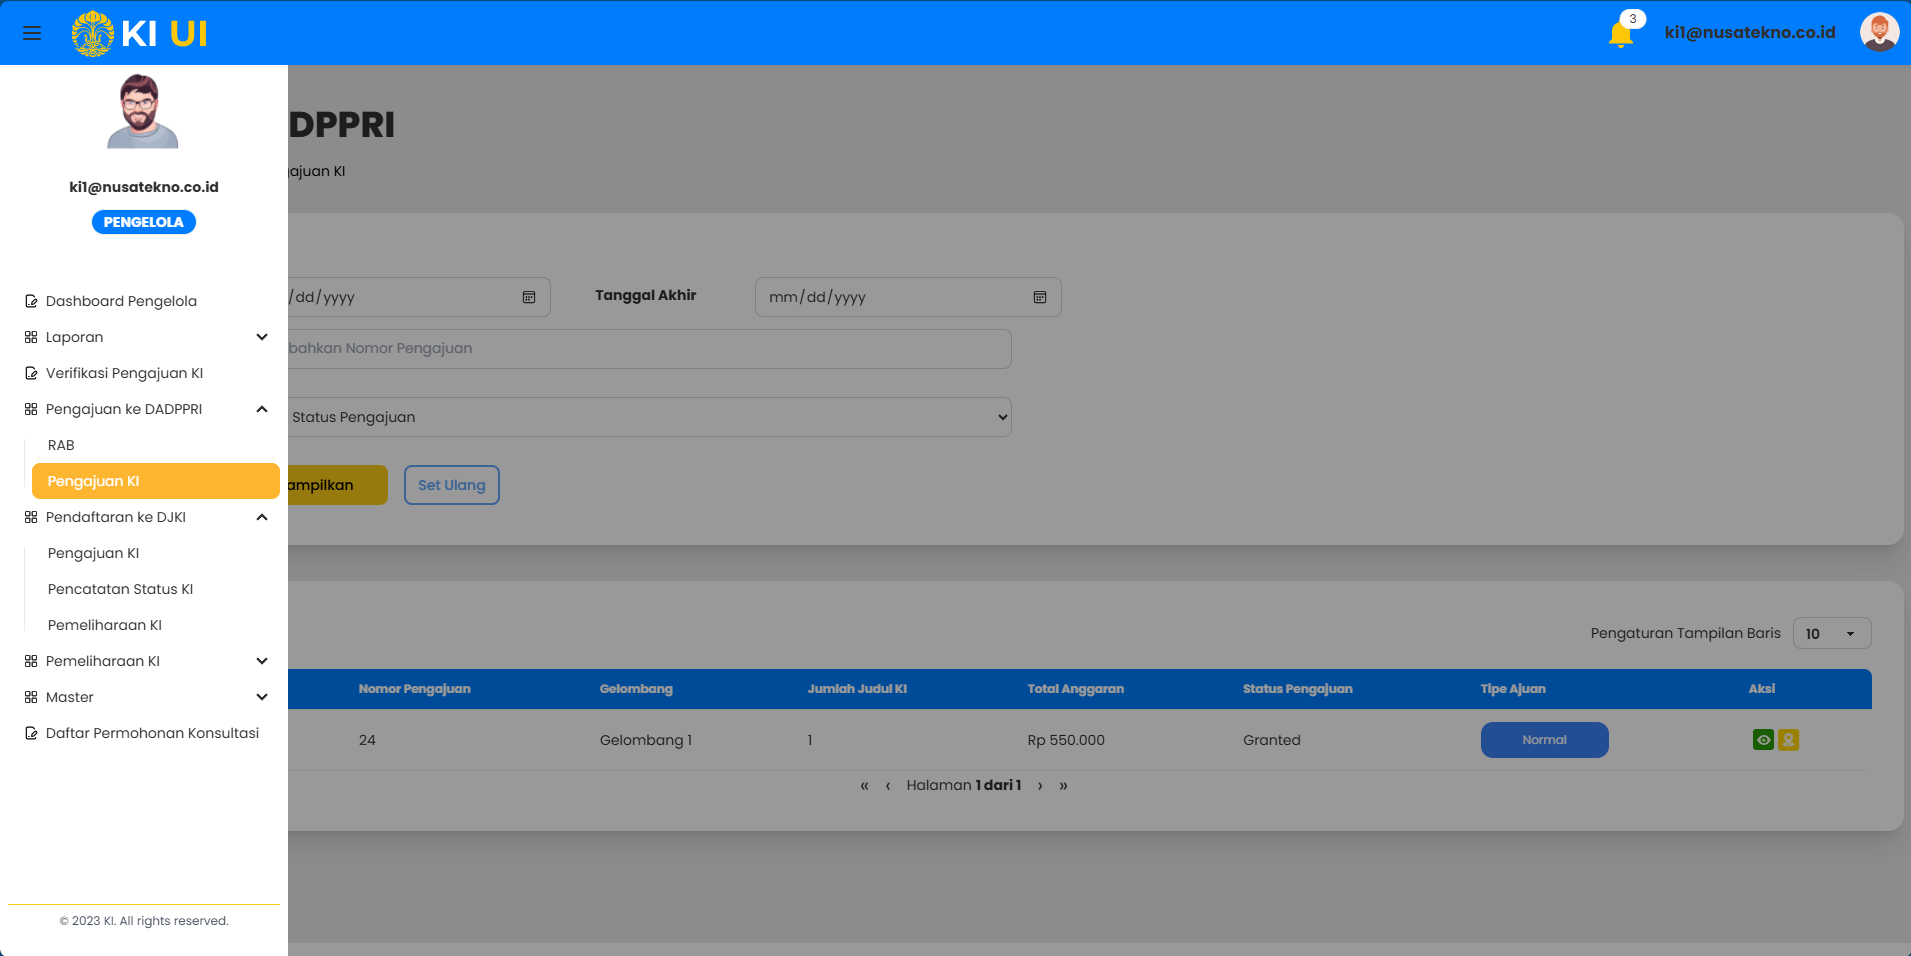 KI UI
3
ki1@nusatekno.co.id
ki1@nusatekno.co.id
PENGELOLA
Dashboard Pengelola
Laporan
Verifikasi Pengajuan KI
Pengajuan ke DADPPRI
RAB
Pengajuan KI
Pendaftaran ke DJKI
Pengajuan KI
Pencatatan Status KI
Pemeliharaan KI
Pemeliharaan KI
Master
Daftar Permohonan Konsultasi
© 2023 KI. All rights reserved.
DPPRI
gajuan KI
/dd/yyyy
Tanggal Akhir
mm/dd/yyyy
bahkan Nomor Pengajuan
Status Pengajuan
ampilkan
Set Ulang
Pengaturan Tampilan Baris 10
Nomor Pengajuan Gelombang Jumlah Judul KI Total Anggaran Status Pengajuan Tipe Ajuan Aksi
24 Gelombang 1 1 Rp 550.000 Granted Normal
« ‹ Halaman 1 dari 1 › »